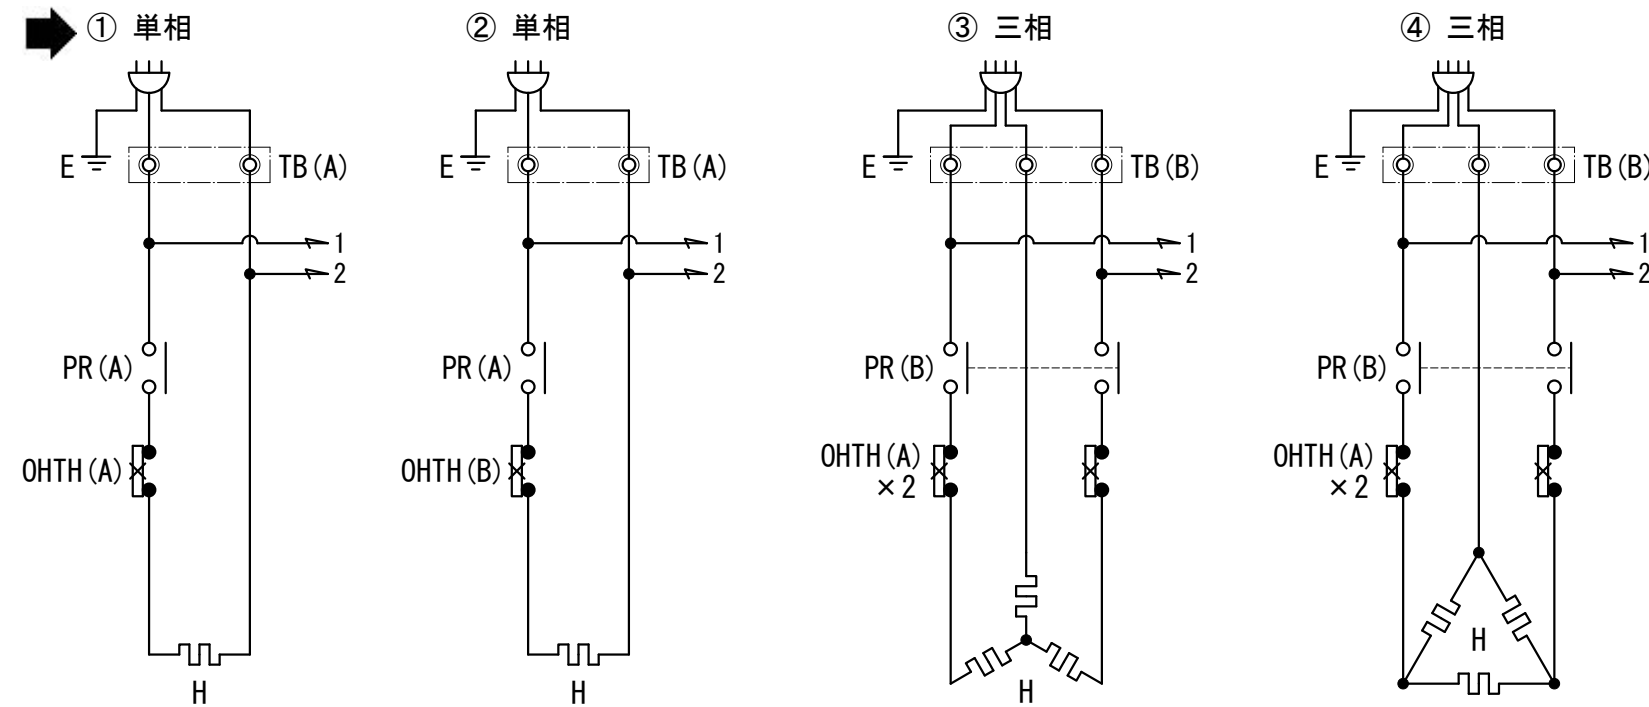 ① 単相
② 単相
③ 三相
④ 三相
E
TB(A)
E
TB(A)
E
TB(B)
E
TB(B)
1
1
1
1
2
2
2
2
PR(A)
PR(A)
PR(B)
PR(B)
OHTH(A)
OHTH(B)
OHTH(A)
×2
OHTH(A)
×2
H
H
H
H